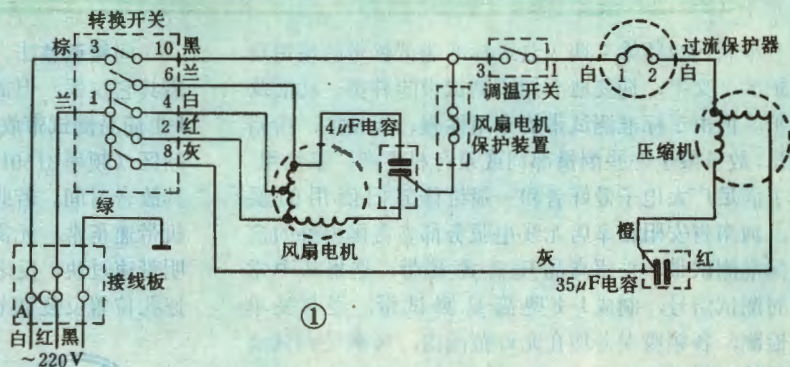 转换开关
棕 3 10 黑
6 兰
兰 1 4 白
2 红
8 灰
绿
接线板
A
白 红 黑
~220V
4μF电容
风扇电机
①
3 1
调温开关
风扇电机
保护装置
白 1 2 白
过流保护器
压缩机
橙
灰 红
35μF电容